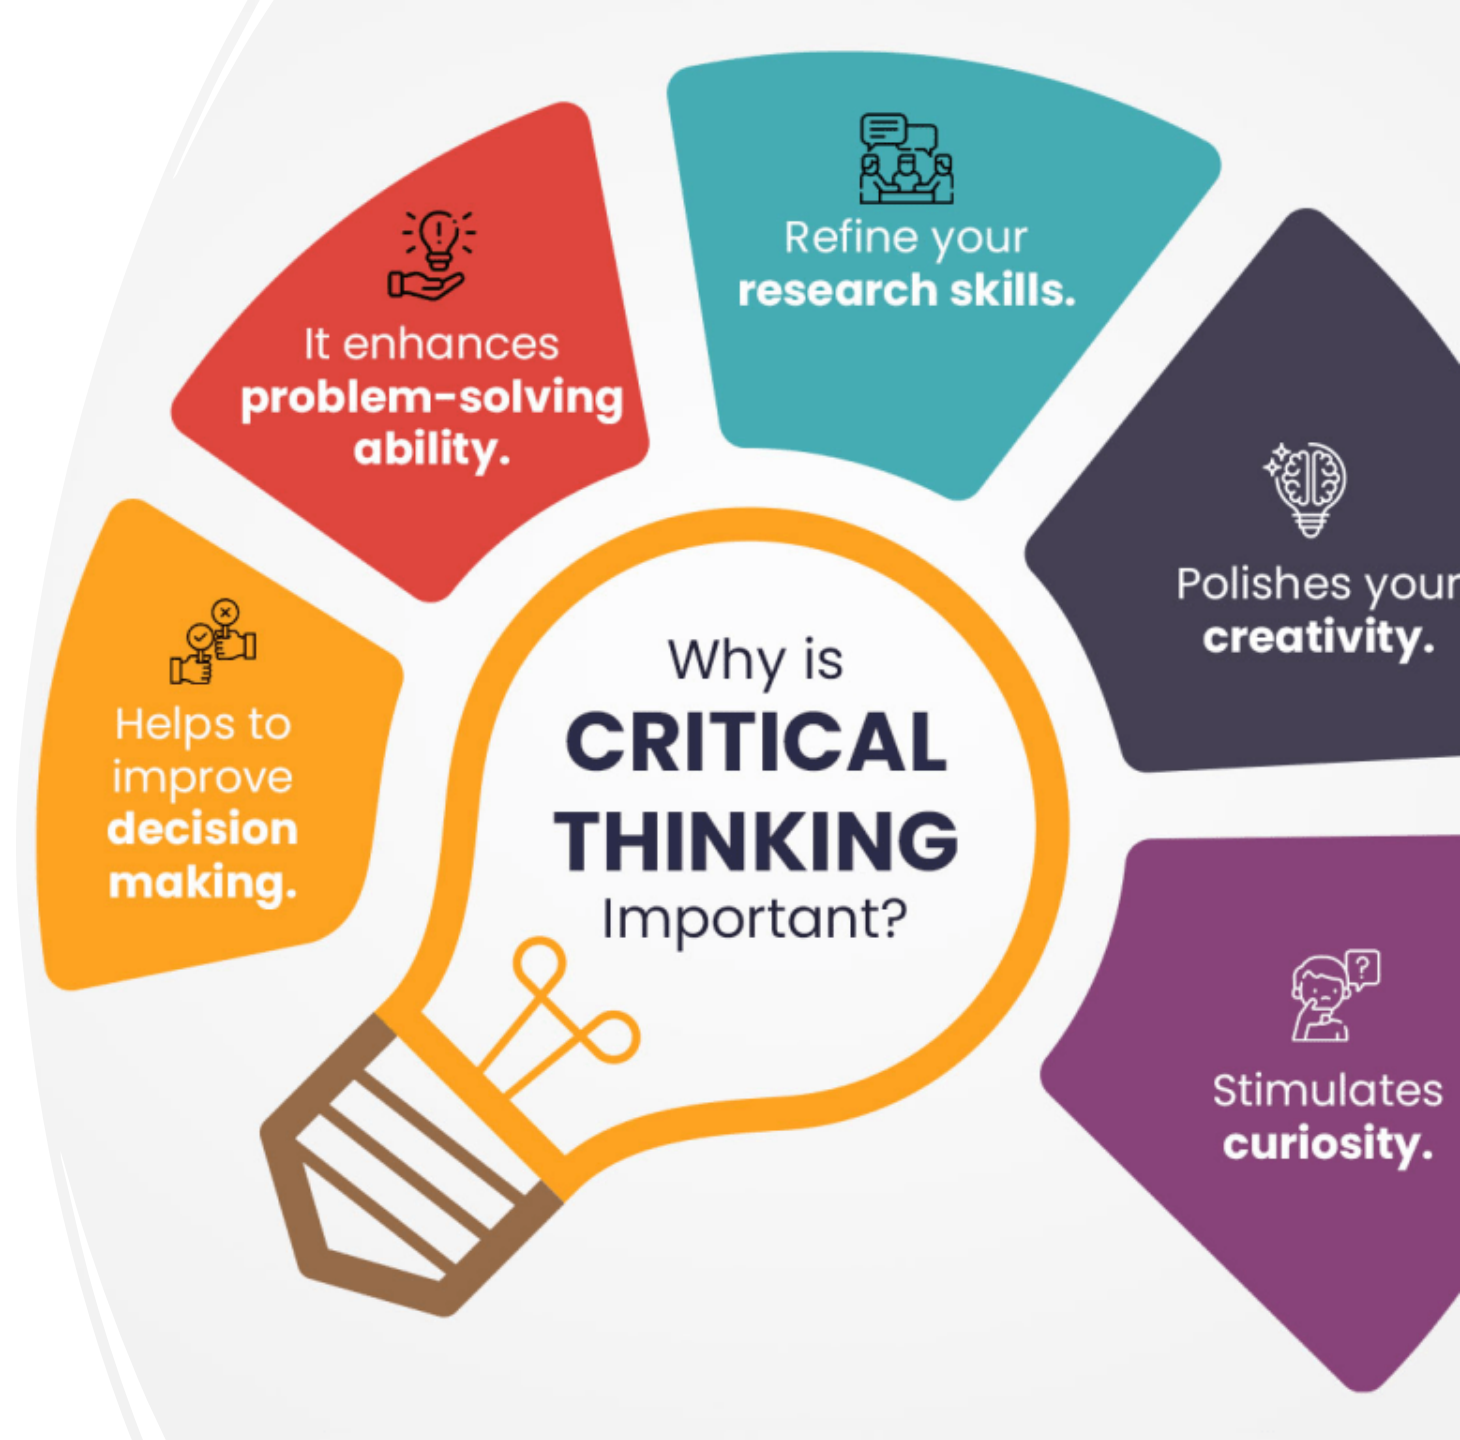 Why is
CRITICAL
THINKING
Important?
Helps to
improve
decision
making.
It enhances
problem-solving
ability.
Refine your
research skills.
Polishes your
creativity.
Stimulates
curiosity.